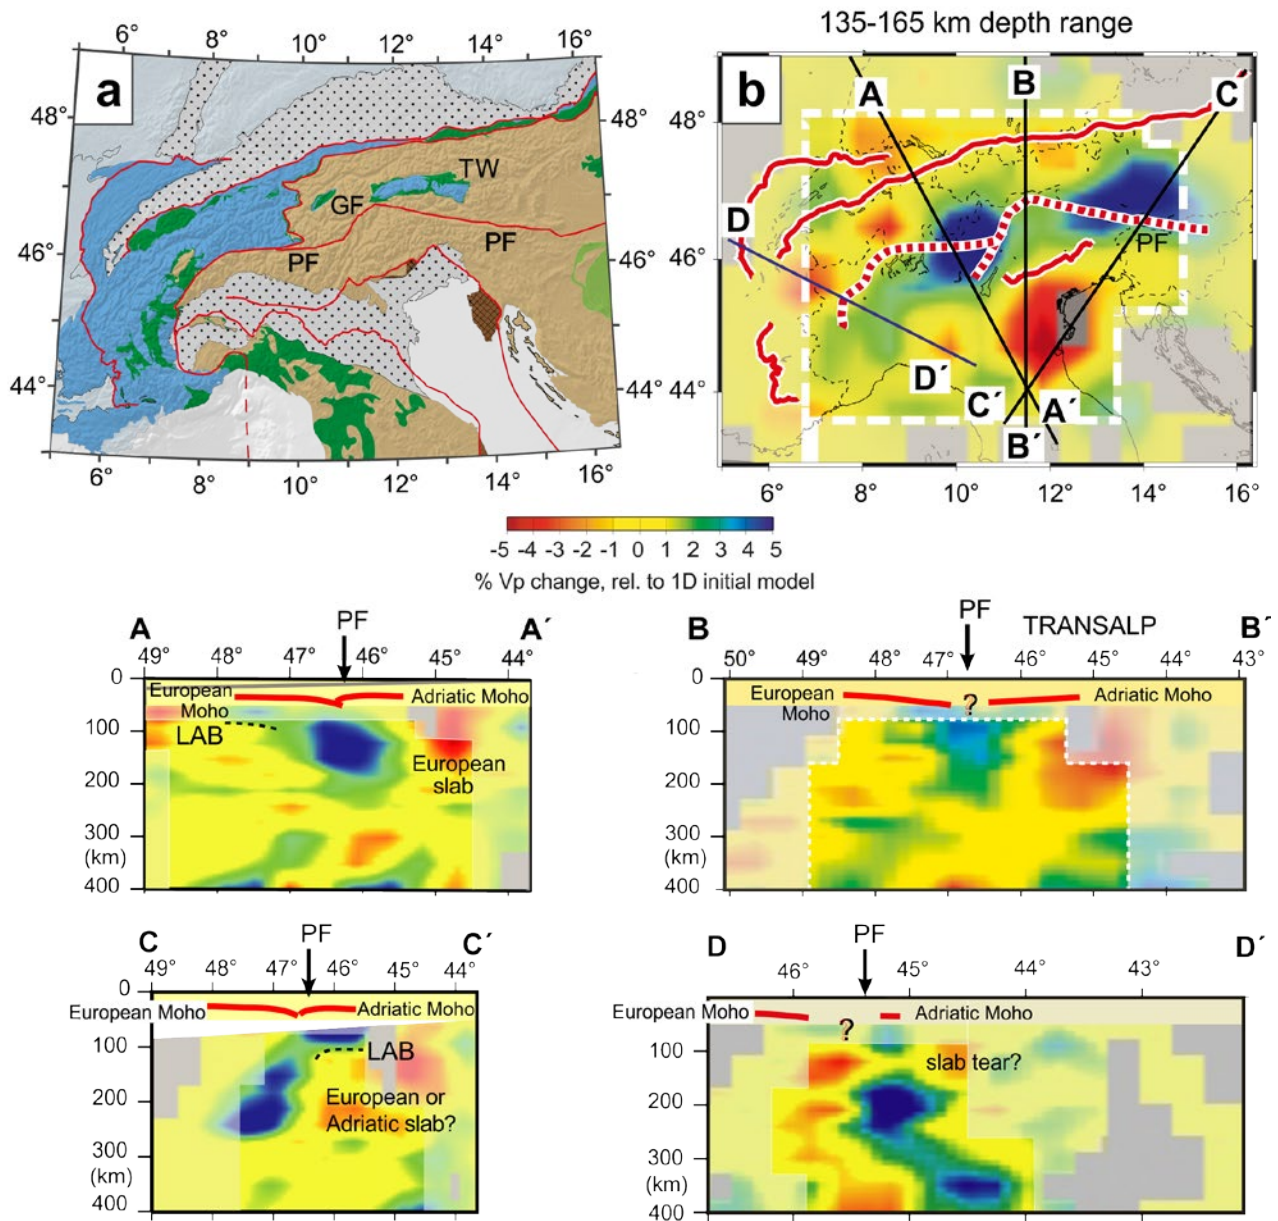 135-165 km depth range
6° 8° 10° 12° 14° 16°
a
48°
46°
44°
48°
46°
44°
TW
GF
PF
PF
6° 8° 10° 12° 14° 16°
b
A
B
C
D
48°
46°
44°
PF
D´
C´
A´
B´
6° 8° 10° 12° 14° 16°
-5 -4 -3 -2 -1 0 1 2 3 4 5
% Vp change, rel. to 1D initial model
A PF A´
49° 48° 47° 46° 45° 44°
0
100
200
300
(km)
400
European
Moho
Adriatic Moho
LAB
European
slab
B PF TRANSALP B´
50° 49° 48° 47° 46° 45° 44° 43°
0
100
200
300
(km)
400
European
Moho
?
Adriatic Moho
C PF C´
49° 48° 47° 46° 45° 44°
0
European Moho
Adriatic Moho
100
200
300
(km)
400
LAB
European or
Adriatic slab?
D PF D´
46° 45° 44° 43°
0
European Moho
?
Adriatic Moho
100
200
300
(km)
400
slab tear?